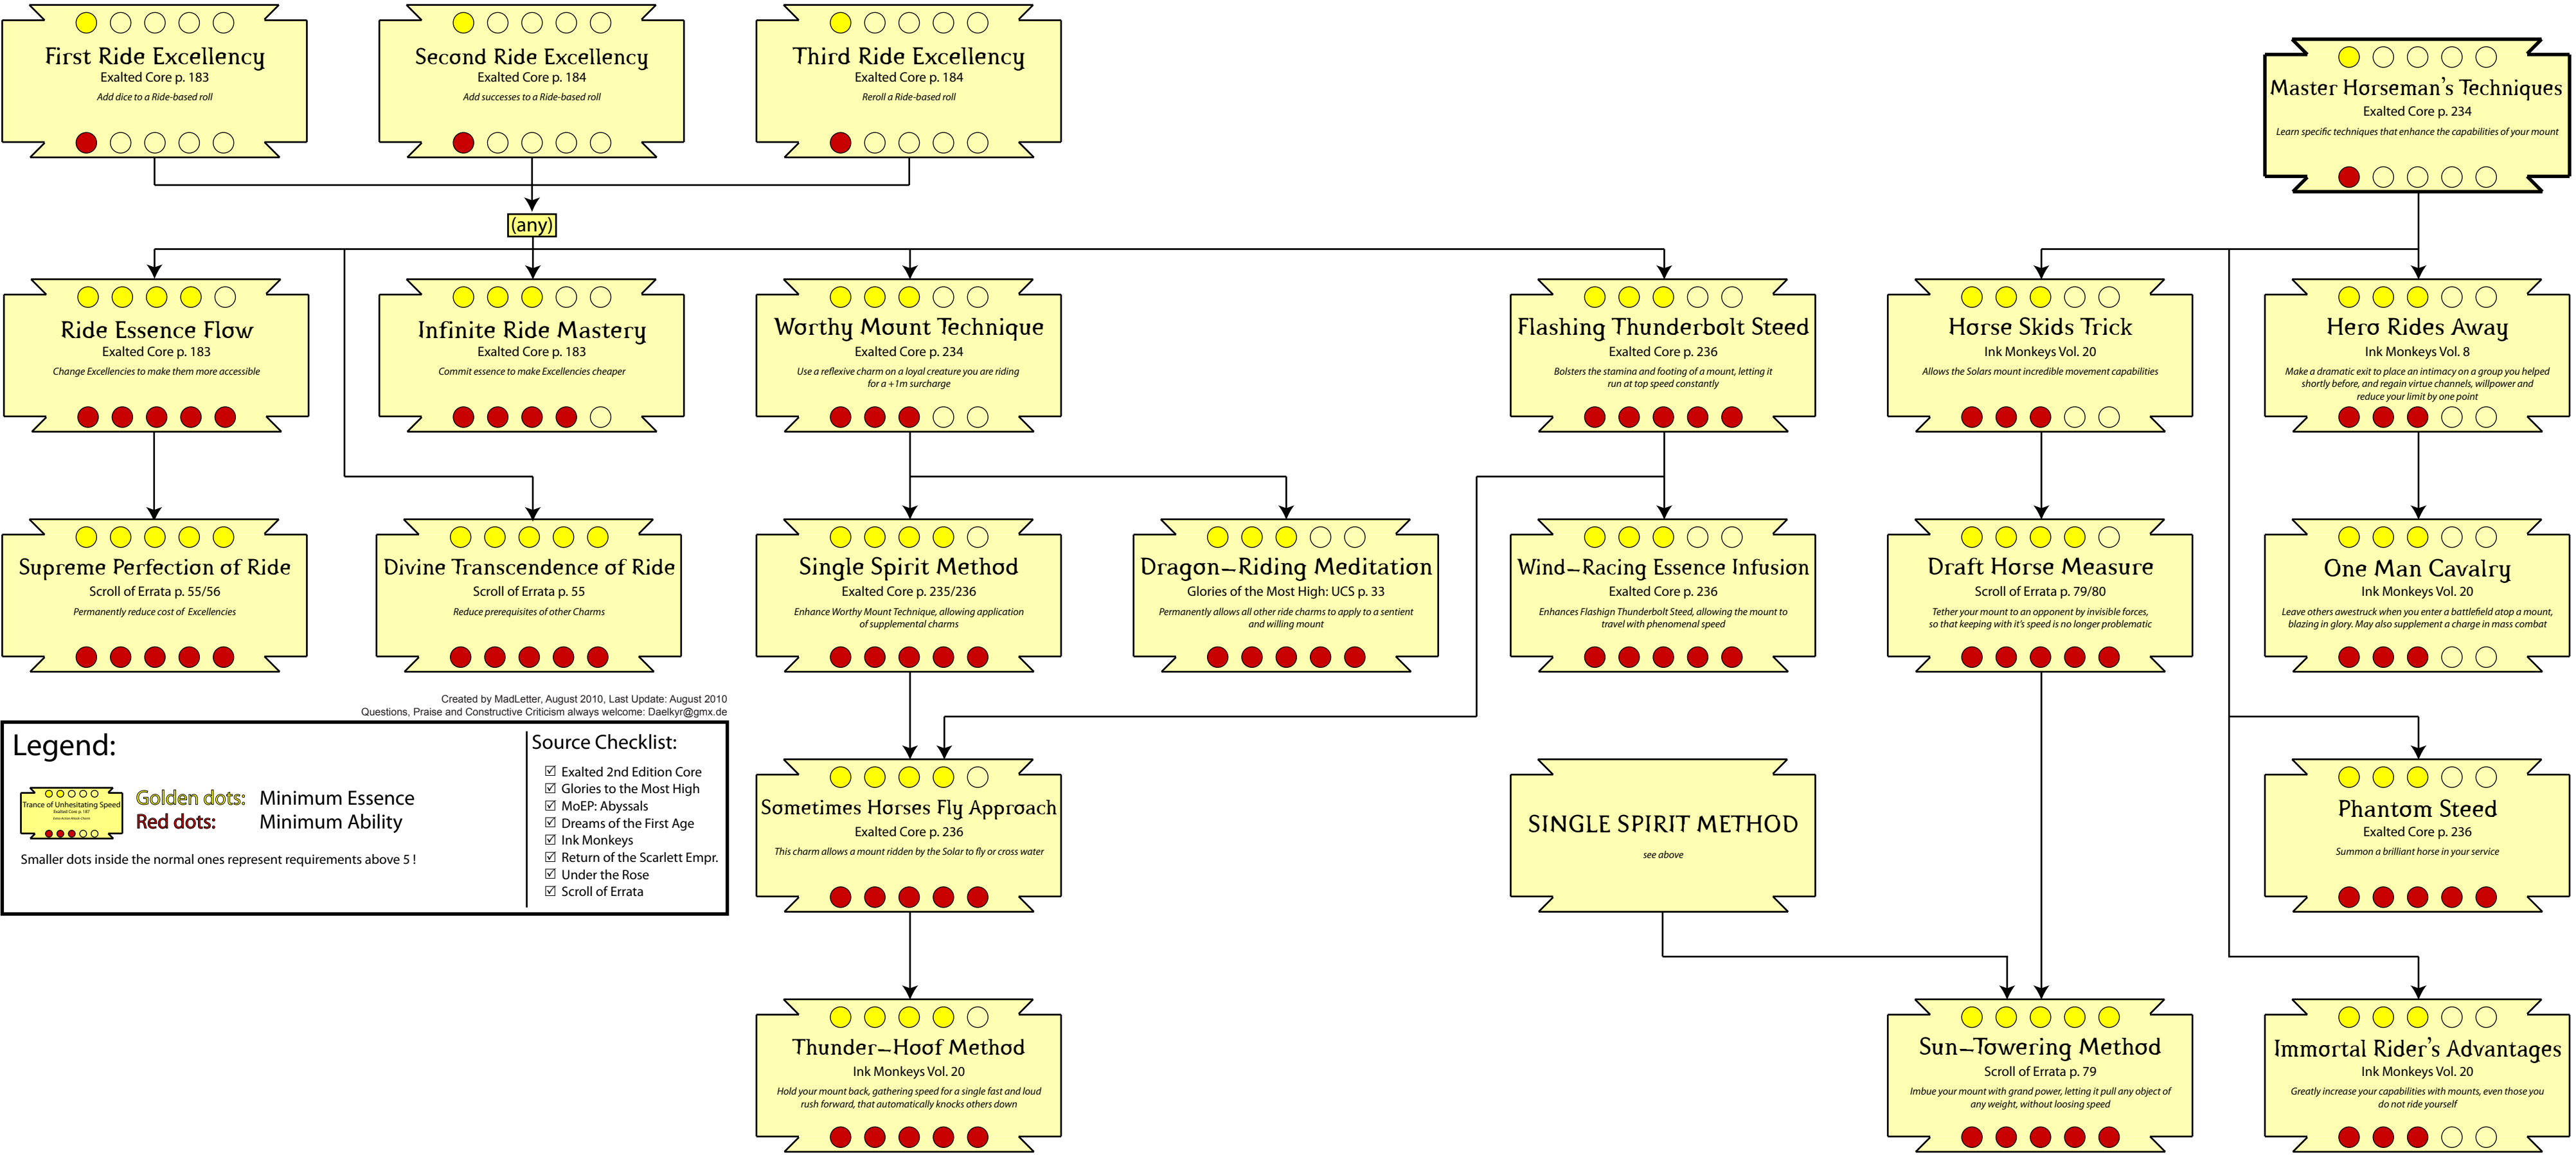 First Ride Excellency
Exalted Core p. 183
Add dice to a Ride-based roll
Second Ride Excellency
Exalted Core p. 184
Add successes to a Ride-based roll
Third Ride Excellency
Exalted Core p. 184
Reroll a Ride-based roll
Master Horseman's Techniques
Exalted Core p. 234
Learn specific techniques that enhance the capabilities of your mount
(any)
Ride Essence Flow
Exalted Core p. 183
Change Excellencies to make them more accessible
Infinite Ride Mastery
Exalted Core p. 183
Commit essence to make Excellencies cheaper
Worthy Mount Technique
Exalted Core p. 234
Use a reflexive charm on a loyal creature you are riding
for a +1m surcharge
Flashing Thunderbolt Steed
Exalted Core p. 236
Bolsters the stamina and footing of a mount, letting it
run at top speed constantly
Horse Skids Trick
Ink Monkeys Vol. 20
Allows the Solars mount incredible movement capabilities
Hero Rides Away
Ink Monkeys Vol. 8
Make a dramatic exit to place an intimacy on a group you helped
shortly before, and regain virtue channels, willpower and
reduce your limit by one point
Supreme Perfection of Ride
Scroll of Errata p. 55/56
Permanently reduce cost of Excellencies
Divine Transcendence of Ride
Scroll of Errata p. 55
Reduce prerequisites of other Charms
Single Spirit Method
Exalted Core p. 235/236
Enhance Worthy Mount Technique, allowing application
of supplemental charms
Dragon-Riding Meditation
Glories of the Most High: UCS p. 33
Permanently allows all other ride charms to apply to a sentient
and willing mount
Wind-Racing Essence Infusion
Exalted Core p. 236
Enhances Flashign Thunderbolt Steed, allowing the mount to
travel with phenomenal speed
Draft Horse Measure
Scroll of Errata p. 79/80
Tether your mount to an opponent by invisible forces,
so that keeping with it's speed is no longer problematic
One Man Cavalry
Ink Monkeys Vol. 20
Leave others awestruck when you enter a battlefield atop a mount,
blazing in glory. May also supplement a charge in mass combat
Created by MadLetter, August 2010, Last Update: August 2010
Questions, Praise and Constructive Criticism always welcome: Daelkyr@gmx.de
Legend:
Trance of Unhesitating Speed
Exalted Core p. 187
Extra Action Attack Charm
Golden dots: Minimum Essence
Red dots: Minimum Ability
Smaller dots inside the normal ones represent requirements above 5 !
Source Checklist:
☑ Exalted 2nd Edition Core
☑ Glories to the Most High
☑ MoEP: Abyssals
☑ Dreams of the First Age
☑ Ink Monkeys
☑ Return of the Scarlett Empr.
☑ Under the Rose
☑ Scroll of Errata
Sometimes Horses Fly Approach
Exalted Core p. 236
This charm allows a mount ridden by the Solar to fly or cross water
SINGLE SPIRIT METHOD
see above
Phantom Steed
Exalted Core p. 236
Summon a brilliant horse in your service
Thunder-Hoof Method
Ink Monkeys Vol. 20
Hold your mount back, gathering speed for a single fast and loud
rush forward, that automatically knocks others down
Sun-Towering Method
Scroll of Errata p. 79
Imbue your mount with grand power, letting it pull any object of
any weight, without loosing speed
Immortal Rider's Advantages
Ink Monkeys Vol. 20
Greatly increase your capabilities with mounts, even those you
do not ride yourself